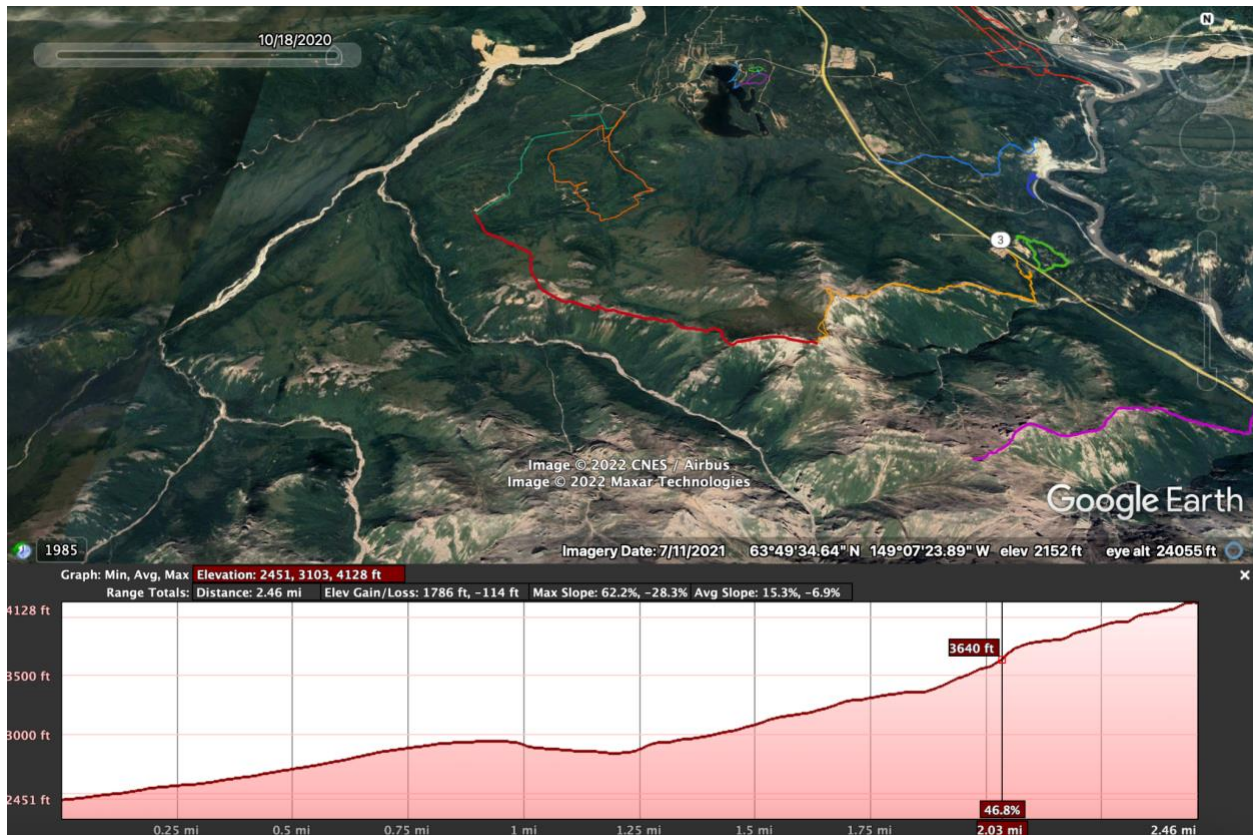 N
10/18/2020
3
Image © 2022 CNES / Airbus
Image © 2022 Maxar Technologies
Google Earth
1985
Imagery Date: 7/11/2021 63°49'34.64" N 149°07'23.89" W elev 2152 ft eye alt 24055 ft
Graph: Min, Avg, Max Elevation: 2451, 3103, 4128 ft
Range Totals: Distance: 2.46 mi Elev Gain/Loss: 1786 ft, -114 ft Max Slope: 62.2%, -28.3% Avg Slope: 15.3%, -6.9%
4128 ft
3640 ft
3500 ft
3000 ft
2451 ft
46.8%
0.25 mi 0.5 mi 0.75 mi 1 mi 1.25 mi 1.5 mi 1.75 mi 2.03 mi 2.46 mi